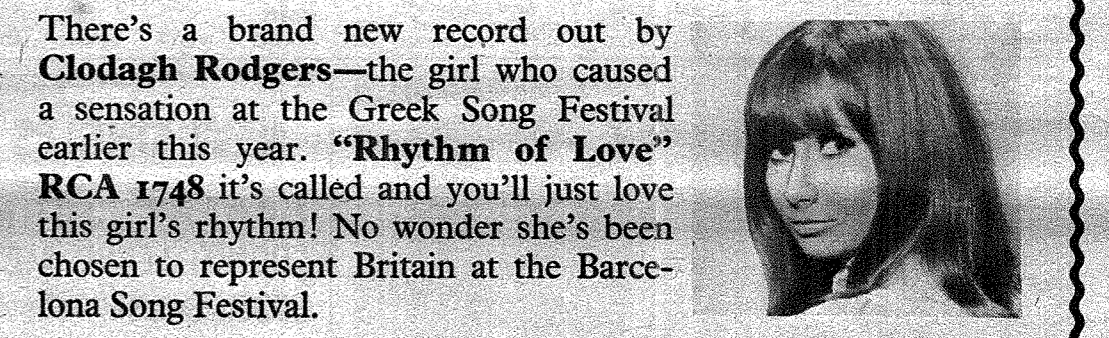 There's a brand new record out by
Clodagh Rodgers—the girl who caused
a sensation at the Greek Song Festival
earlier this year. “Rhythm of Love”
RCA 1748 it's called and you'll just love
this girl's rhythm! No wonder she's been
chosen to represent Britain at the Barce-
lona Song Festival.